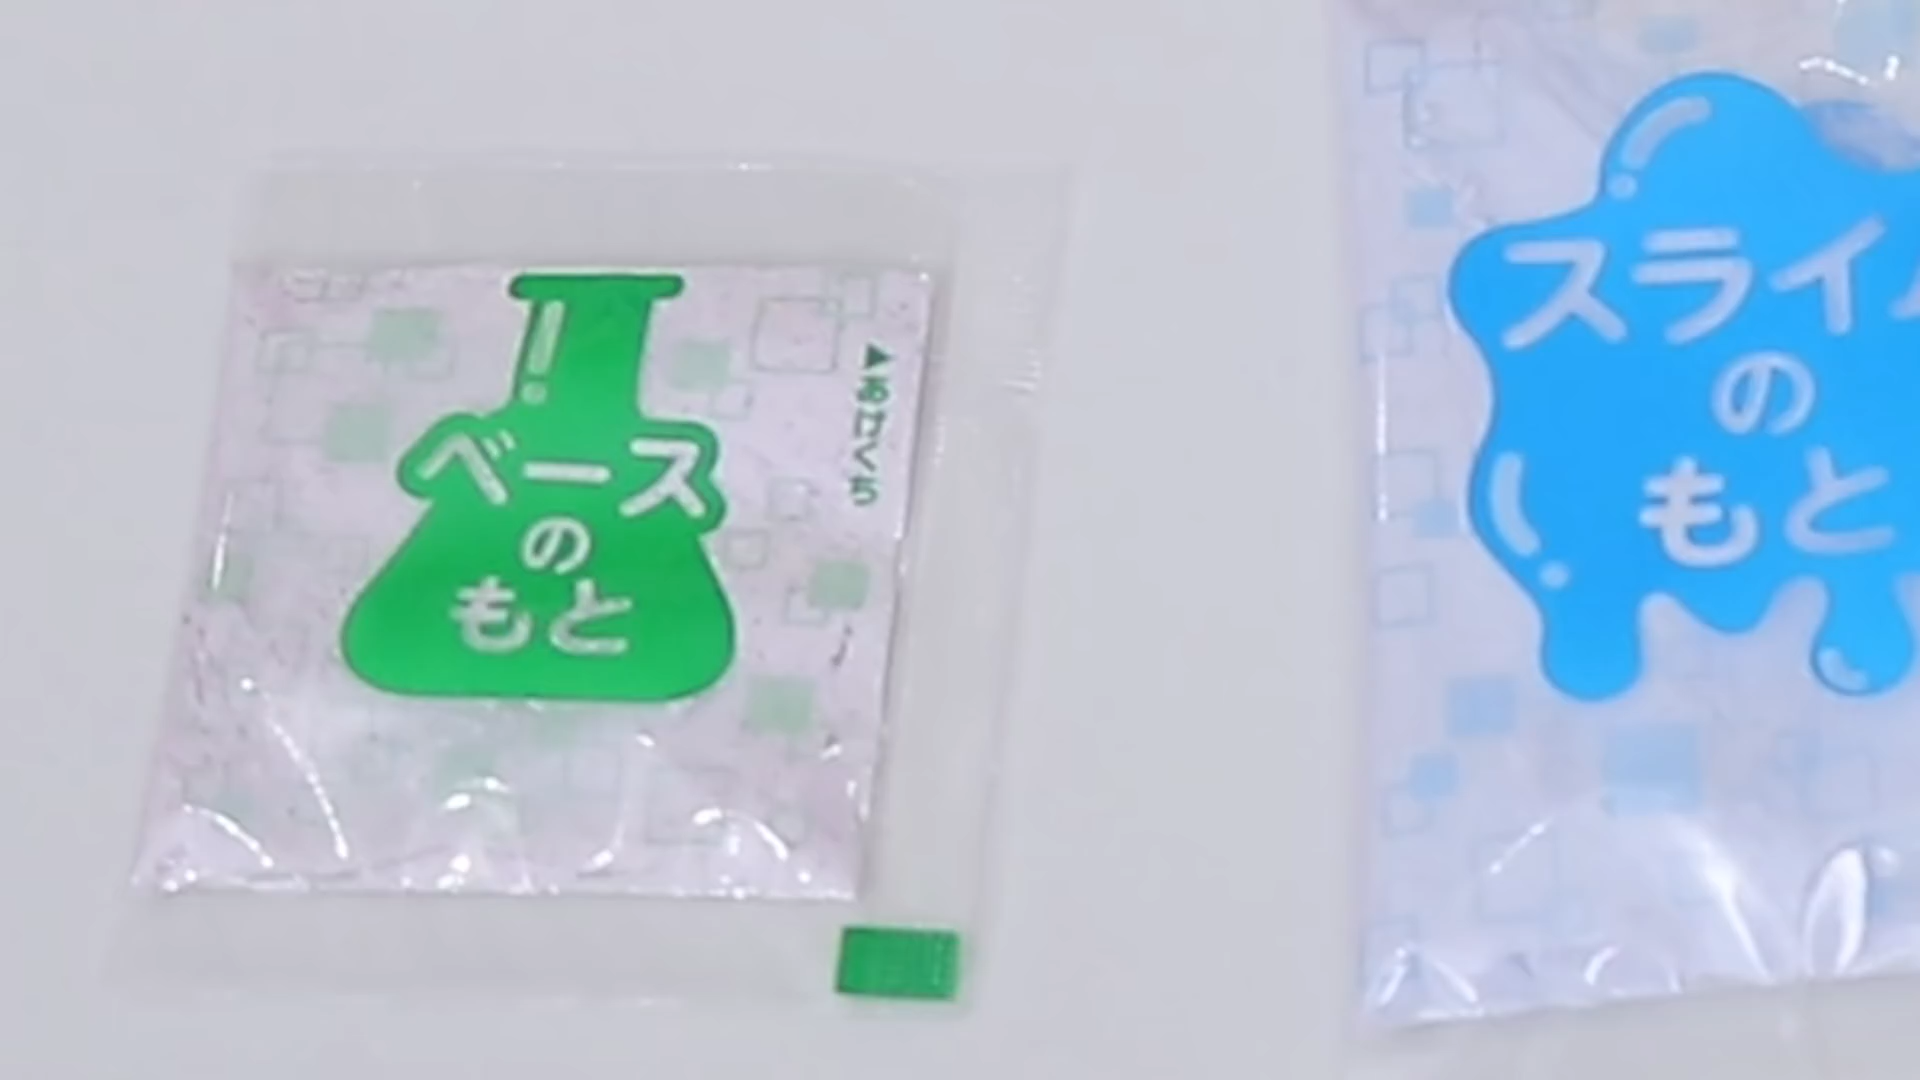 ベース
の
もと
▶あけくち
スライ
の
もと